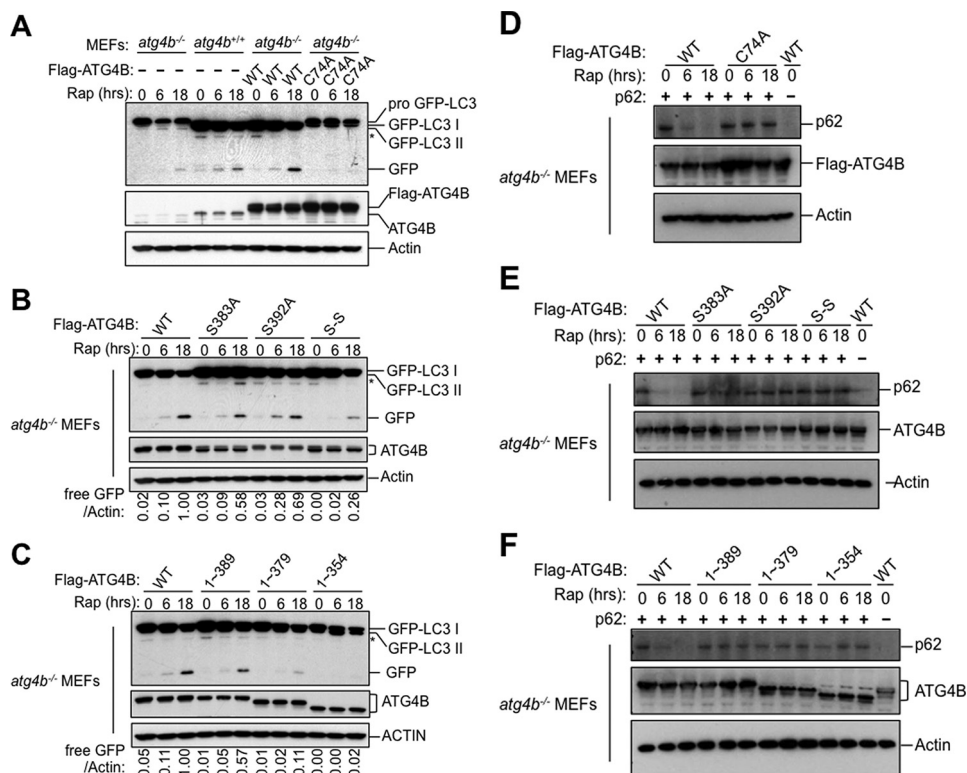 A
MEFs: atg4b-/- atg4b+/+ atg4b-/- atg4b-/-
Flag-ATG4B: – – – – – – WT WT WT C74A C74A C74A
Rap (hrs) 0 6 18 0 6 18 0 6 18 0 6 18
pro GFP-LC3
GFP-LC3 I
* GFP-LC3 II
GFP
Flag-ATG4B
ATG4B
Actin
B
Flag-ATG4B: WT S383A S392A S-S
Rap (hrs): 0 6 18 0 6 18 0 6 18 0 6 18
GFP-LC3 I
* GFP-LC3 II
GFP
atg4b-/- MEFs
ATG4B
Actin
free GFP /Actin: 0.02 0.10 1.00 0.03 0.09 0.58 0.03 0.28 0.69 0.00 0.02 0.26
C
Flag-ATG4B: WT 1~389 1~379 1~354
Rap (hrs): 0 6 18 0 6 18 0 6 18 0 6 18
GFP-LC3 I
* GFP-LC3 II
GFP
atg4b-/- MEFs
ATG4B
ACTIN
free GFP /Actin: 0.05 0.11 1.00 0.01 0.05 0.57 0.01 0.02 0.11 0.00 0.00 0.02
D
Flag-ATG4B: WT C74A WT
Rap (hrs): 0 6 18 0 6 18 0
p62: + + + + + + –
p62
Flag-ATG4B
atg4b-/- MEFs
Actin
E
Flag-ATG4B: WT S383A S392A S-S WT
Rap (hrs): 0 6 18 0 6 18 0 6 18 0 6 18 0
p62: + + + + + + + + + + + + –
p62
ATG4B
atg4b-/- MEFs
Actin
F
Flag-ATG4B: WT 1~389 1~379 1~354 WT
Rap (hrs): 0 6 18 0 6 18 0 6 18 0 6 18 0
p62: + + + + + + + + + + + + –
p62
ATG4B
atg4b-/- MEFs
Actin